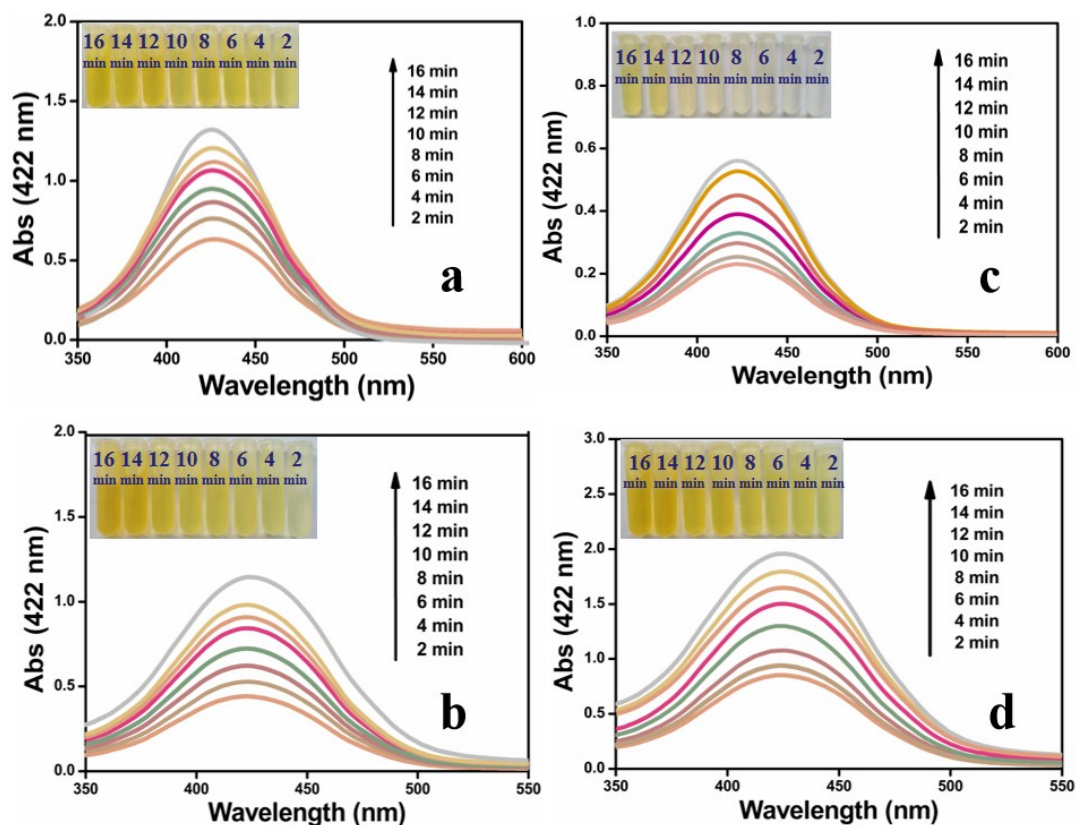 2.0
1.5
1.0
0.5
0.0
Abs (422 nm)
16 14 12 10 8 6 4 2
min min min min min min min min
16 min
14 min
12 min
10 min
8 min
6 min
4 min
2 min
a
350 400 450 500 550 600
Wavelength (nm)
1.0
0.8
0.6
0.4
0.2
0.0
Abs (422 nm)
16 14 12 10 8 6 4 2
min min min min min min min min
16 min
14 min
12 min
10 min
8 min
6 min
4 min
2 min
c
350 400 450 500 550 600
Wavelength (nm)
2.0
1.5
1.0
0.5
0.0
Abs (422 nm)
16 14 12 10 8 6 4 2
min min min min min min min min
16 min
14 min
12 min
10 min
8 min
6 min
4 min
2 min
b
350 400 450 500 550
Wavelength (nm)
3.0
2.5
2.0
1.5
1.0
0.5
0.0
Abs (422 nm)
16 14 12 10 8 6 4 2
min min min min min min min min
16 min
14 min
12 min
10 min
8 min
6 min
4 min
2 min
d
350 400 450 500 550
Wavelength (nm)